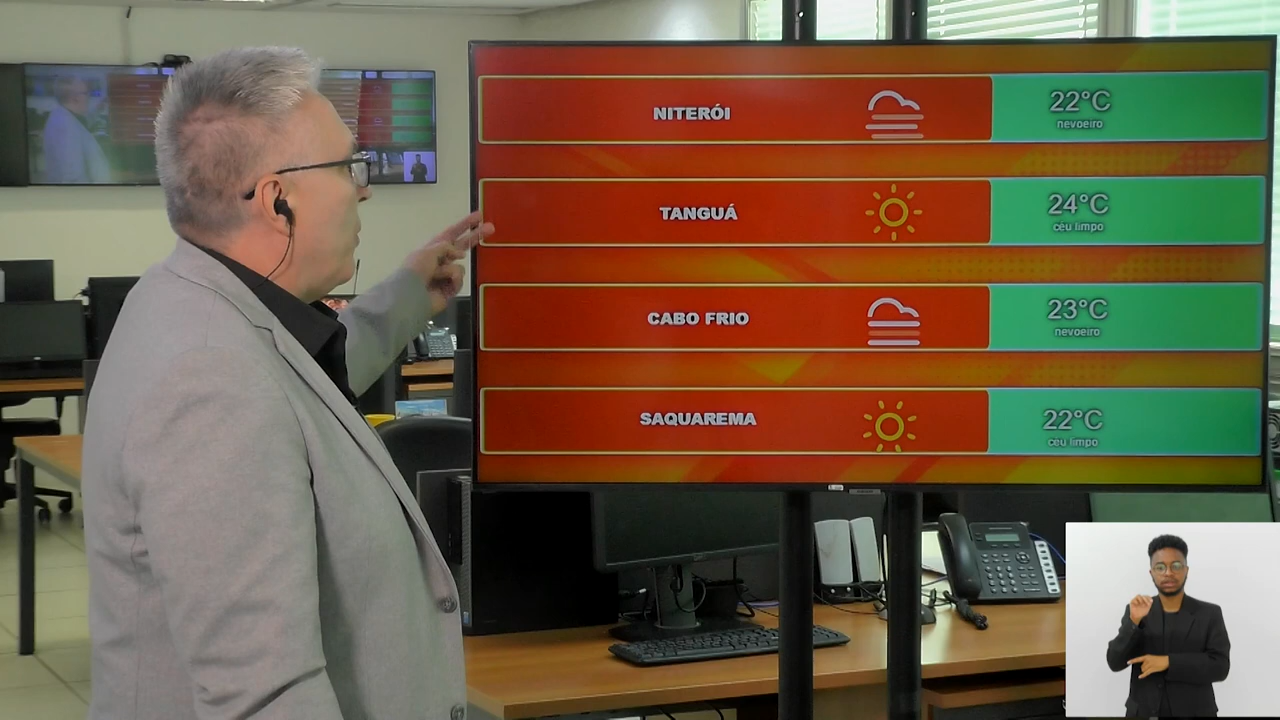 NITERÓI
22°C
nevoeiro
TANGUÁ
24°C
céu limpo
CABO FRIO
23°C
nevoeiro
SAQUAREMA
22°C
céu limpo